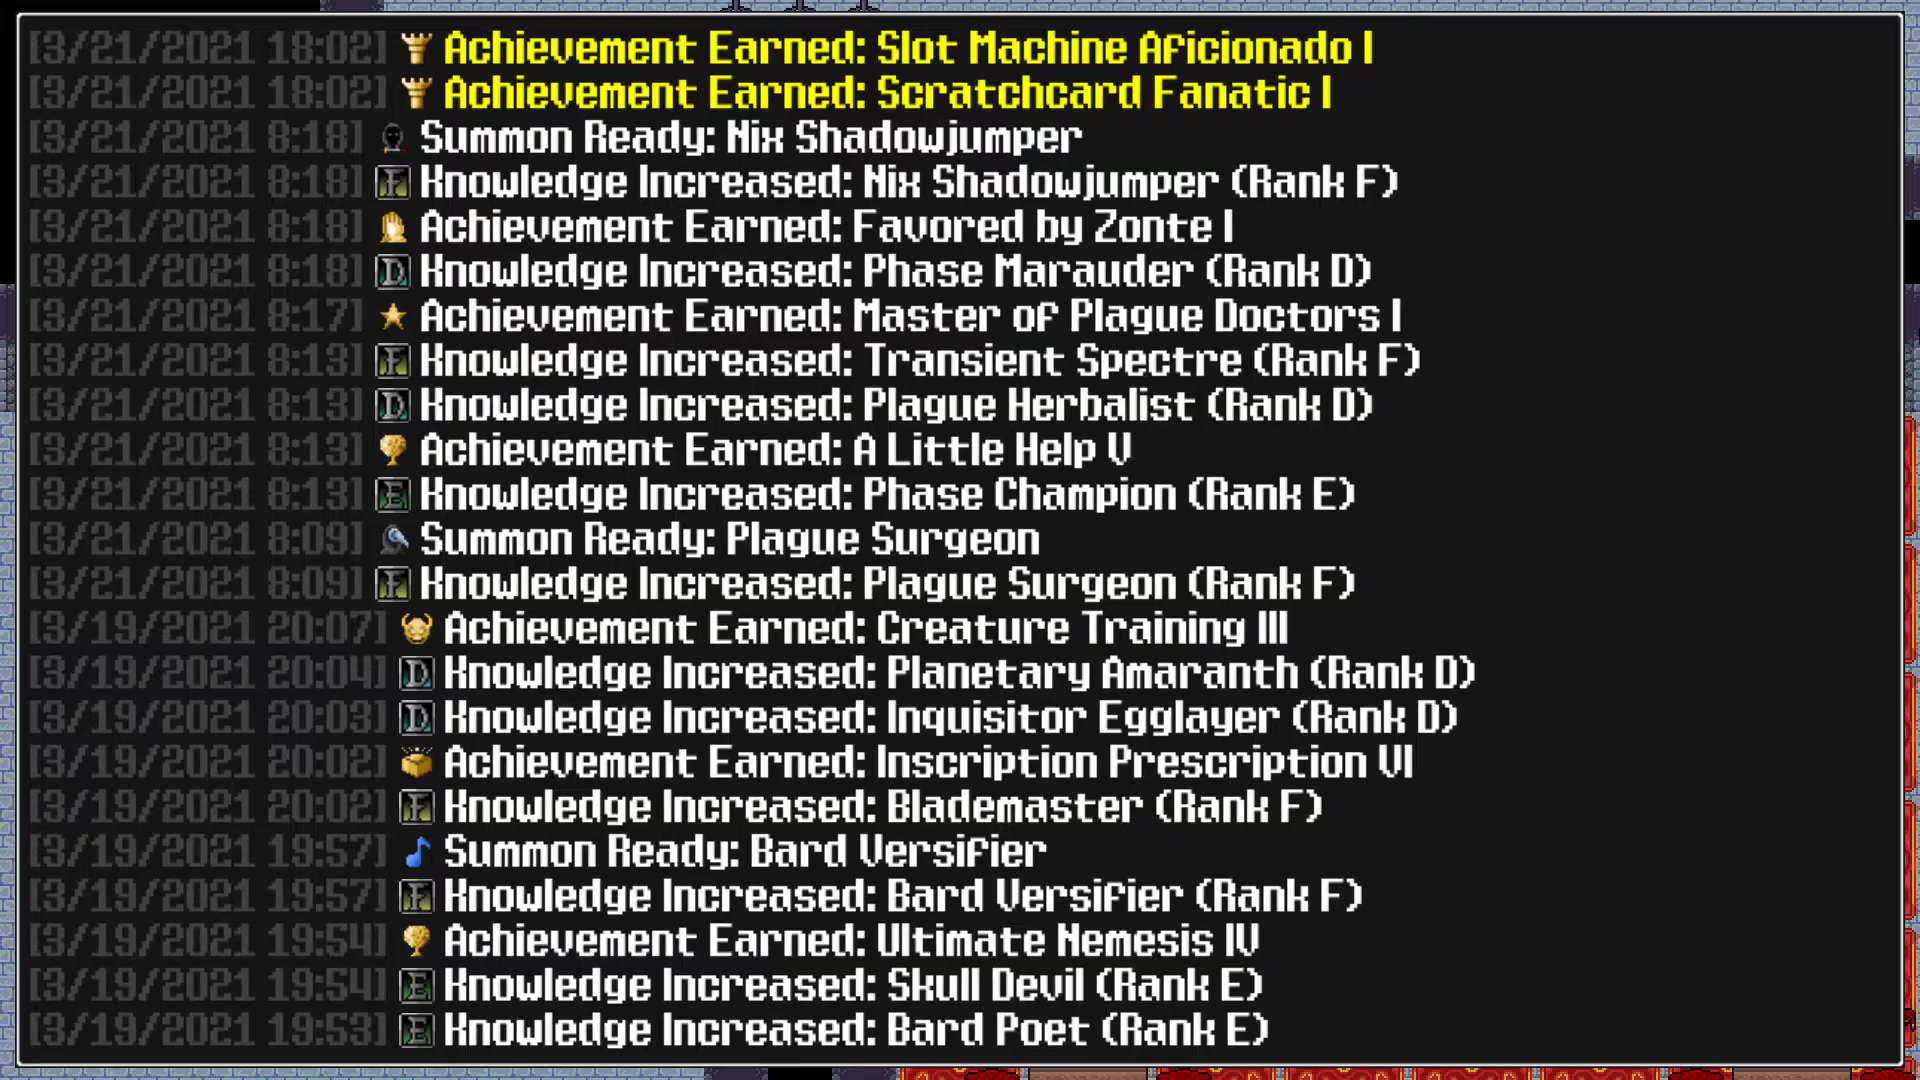 [3/21/2021 18:02] Achievement Earned: Slot Machine Aficionado I
[3/21/2021 18:02] Achievement Earned: Scratchcard Fanatic I
[3/21/2021 8:18] Summon Ready: Nix Shadowjumper
[3/21/2021 8:18] F Knowledge Increased: Nix Shadowjumper (Rank F)
[3/21/2021 8:18] Achievement Earned: Favored by Zonte I
[3/21/2021 8:18] D Knowledge Increased: Phase Marauder (Rank D)
[3/21/2021 8:17] Achievement Earned: Master of Plague Doctors I
[3/21/2021 8:13] F Knowledge Increased: Transient Spectre (Rank F)
[3/21/2021 8:13] D Knowledge Increased: Plague Herbalist (Rank D)
[3/21/2021 8:13] Achievement Earned: A Little Help V
[3/21/2021 8:13] E Knowledge Increased: Phase Champion (Rank E)
[3/21/2021 8:09] Summon Ready: Plague Surgeon
[3/21/2021 8:09] F Knowledge Increased: Plague Surgeon (Rank F)
[3/19/2021 20:07] Achievement Earned: Creature Training III
[3/19/2021 20:04] D Knowledge Increased: Planetary Amaranth (Rank D)
[3/19/2021 20:03] D Knowledge Increased: Inquisitor Egglayer (Rank D)
[3/19/2021 20:02] Achievement Earned: Inscription Prescription VI
[3/19/2021 20:02] F Knowledge Increased: Blademaster (Rank F)
[3/19/2021 19:57] Summon Ready: Bard Versifier
[3/19/2021 19:57] F Knowledge Increased: Bard Versifier (Rank F)
[3/19/2021 19:54] Achievement Earned: Ultimate Nemesis IV
[3/19/2021 19:54] E Knowledge Increased: Skull Devil (Rank E)
[3/19/2021 19:53] E Knowledge Increased: Bard Poet (Rank E)